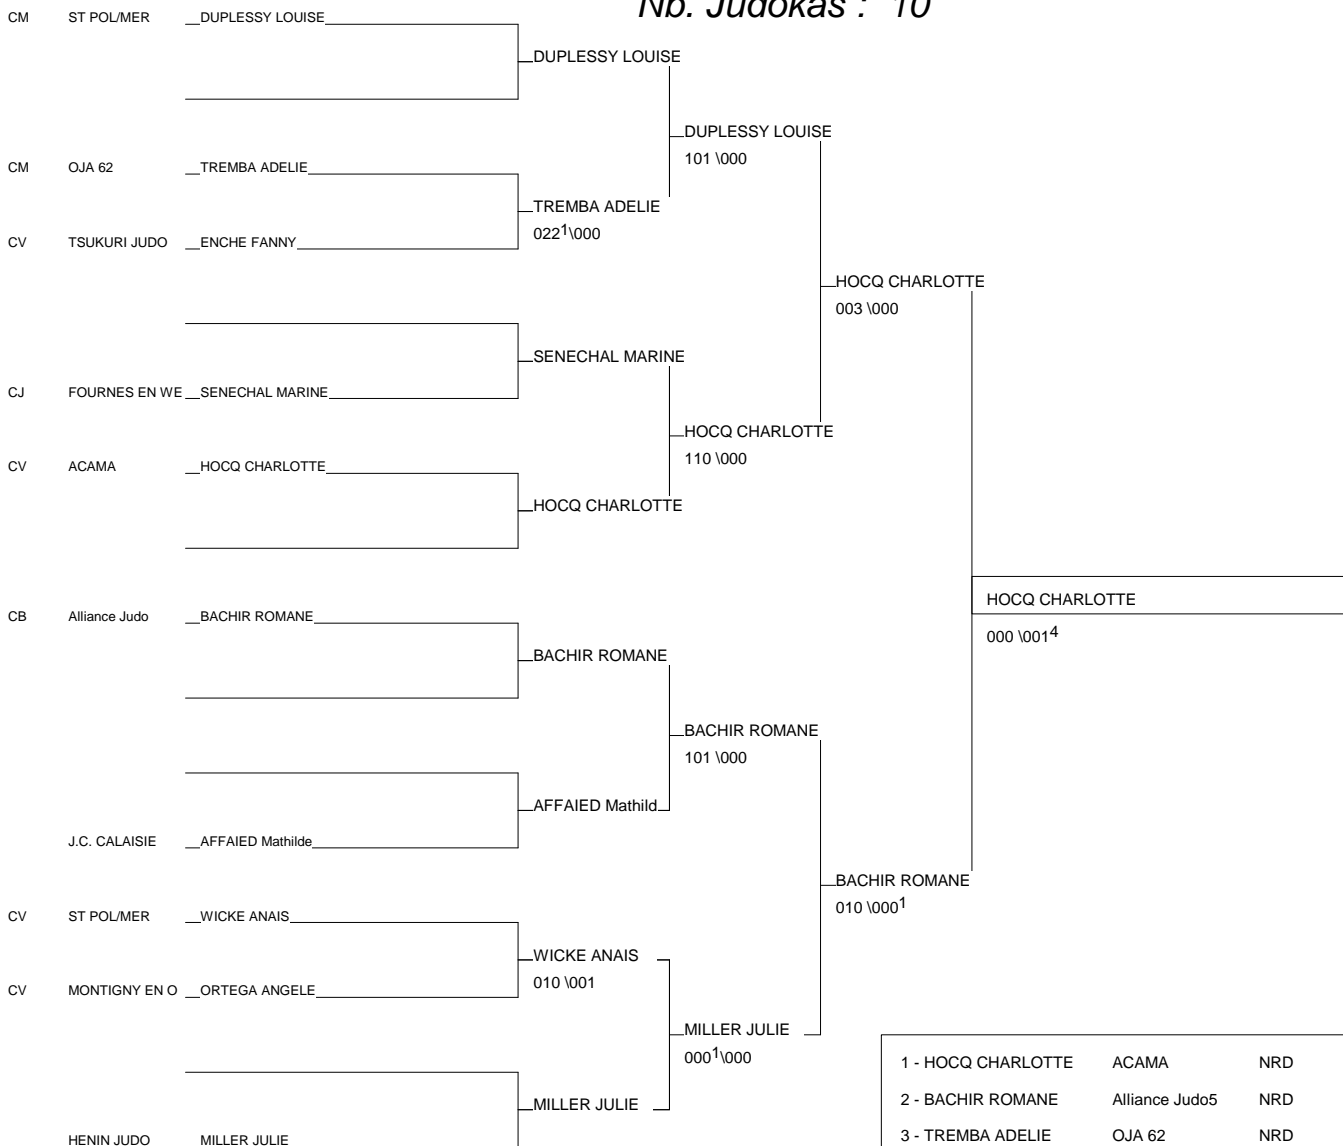 Nb. Judokas : 10
CM ST POL/MER DUPLESSY LOUISE
DUPLESSY LOUISE
DUPLESSY LOUISE
101 \000
CM OJA 62 TREMBA ADELIE
TREMBA ADELIE
022¹\000
CV TSUKURI JUDO ENCHE FANNY
HOCQ CHARLOTTE
003 \000
SENECHAL MARINE
CJ FOURNES EN WE SENECHAL MARINE
HOCQ CHARLOTTE
110 \000
CV ACAMA HOCQ CHARLOTTE
HOCQ CHARLOTTE
HOCQ CHARLOTTE
000 \001⁴
CB Alliance Judo BACHIR ROMANE
BACHIR ROMANE
BACHIR ROMANE
101 \000
AFFAIED Mathild
J.C. CALAISIE AFFAIED Mathilde
BACHIR ROMANE
010 \000¹
CV ST POL/MER WICKE ANAIS
WICKE ANAIS
010 \001
CV MONTIGNY EN O ORTEGA ANGELE
MILLER JULIE
000¹\000
MILLER JULIE
HENIN JUDO MILLER JULIE
1 - HOCQ CHARLOTTE ACAMA NRD
2 - BACHIR ROMANE Alliance Judo5 NRD
3 - TREMBA ADELIE OJA 62 NRD